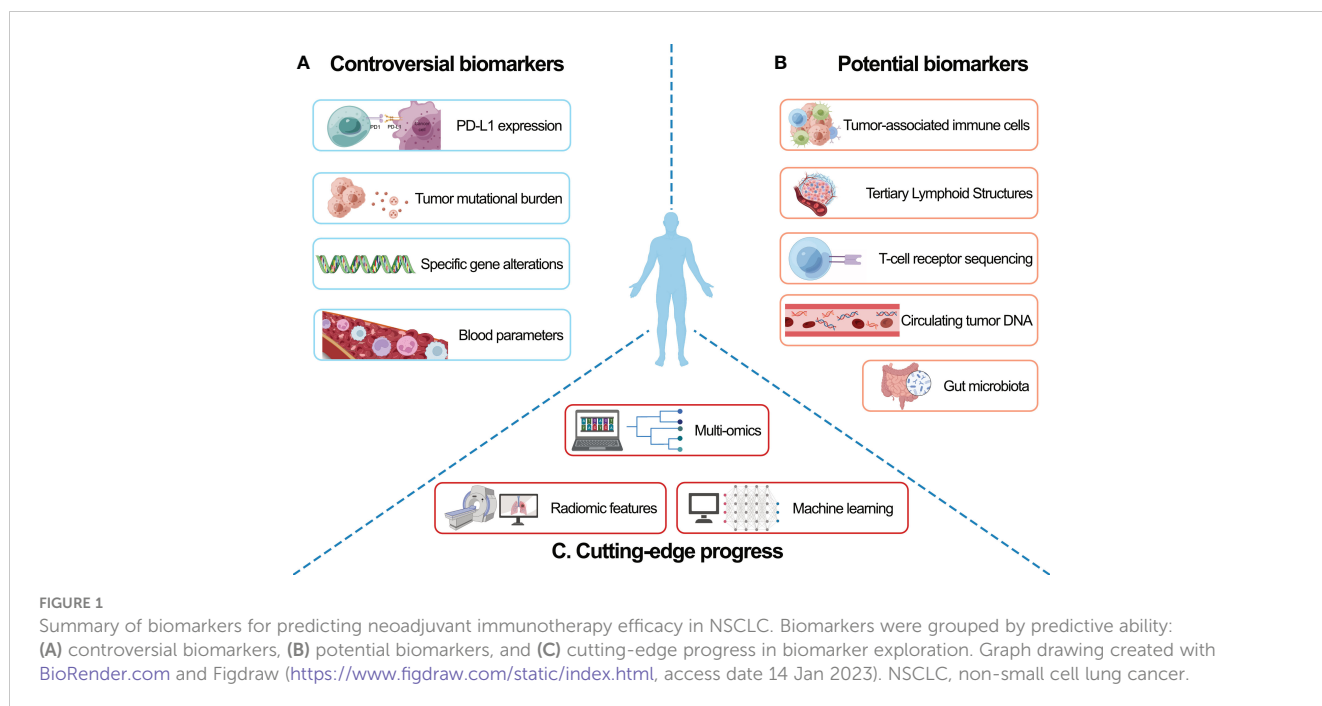 A Controversial biomarkers
PD-L1 expression
PD1
PD-L1
Tumor mutational burden
Specific gene alterations
Blood parameters
B Potential biomarkers
Tumor-associated immune cells
Tertiary Lymphoid Structures
T-cell receptor sequencing
Circulating tumor DNA
Gut microbiota
Multi-omics
Radiomic features
Machine learning
C. Cutting-edge progress
FIGURE 1
Summary of biomarkers for predicting neoadjuvant immunotherapy efficacy in NSCLC. Biomarkers were grouped by predictive ability:
(A) controversial biomarkers, (B) potential biomarkers, and (C) cutting-edge progress in biomarker exploration. Graph drawing created with
BioRender.com and Figdraw (https://www.figdraw.com/static/index.html, access date 14 Jan 2023). NSCLC, non-small cell lung cancer.